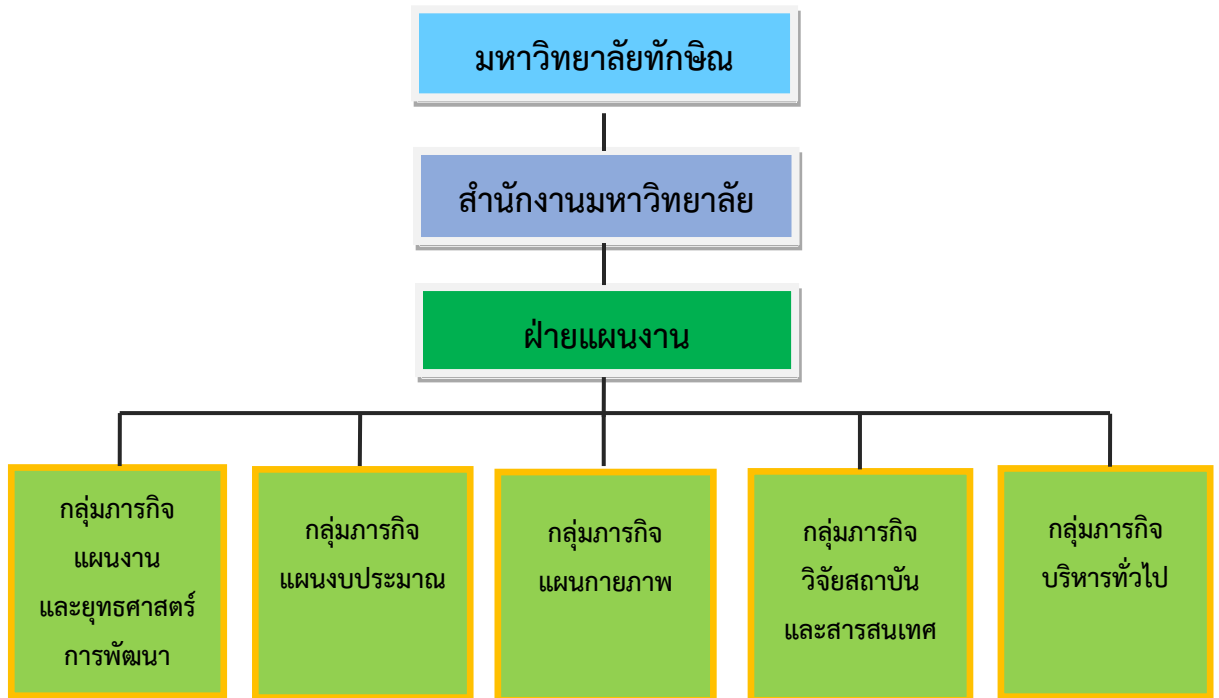 มหาวิทยาลัยทักษิณ
สำนักงานมหาวิทยาลัย
ฝ่ายแผนงาน
กลุ่มภารกิจ
แผนงาน
และยุทธศาสตร์
การพัฒนา
กลุ่มภารกิจ
แผนงบประมาณ
กลุ่มภารกิจ
แผนกายภาพ
กลุ่มภารกิจ
วิจัยสถาบัน
และสารสนเทศ
กลุ่มภารกิจ
บริหารทั่วไป